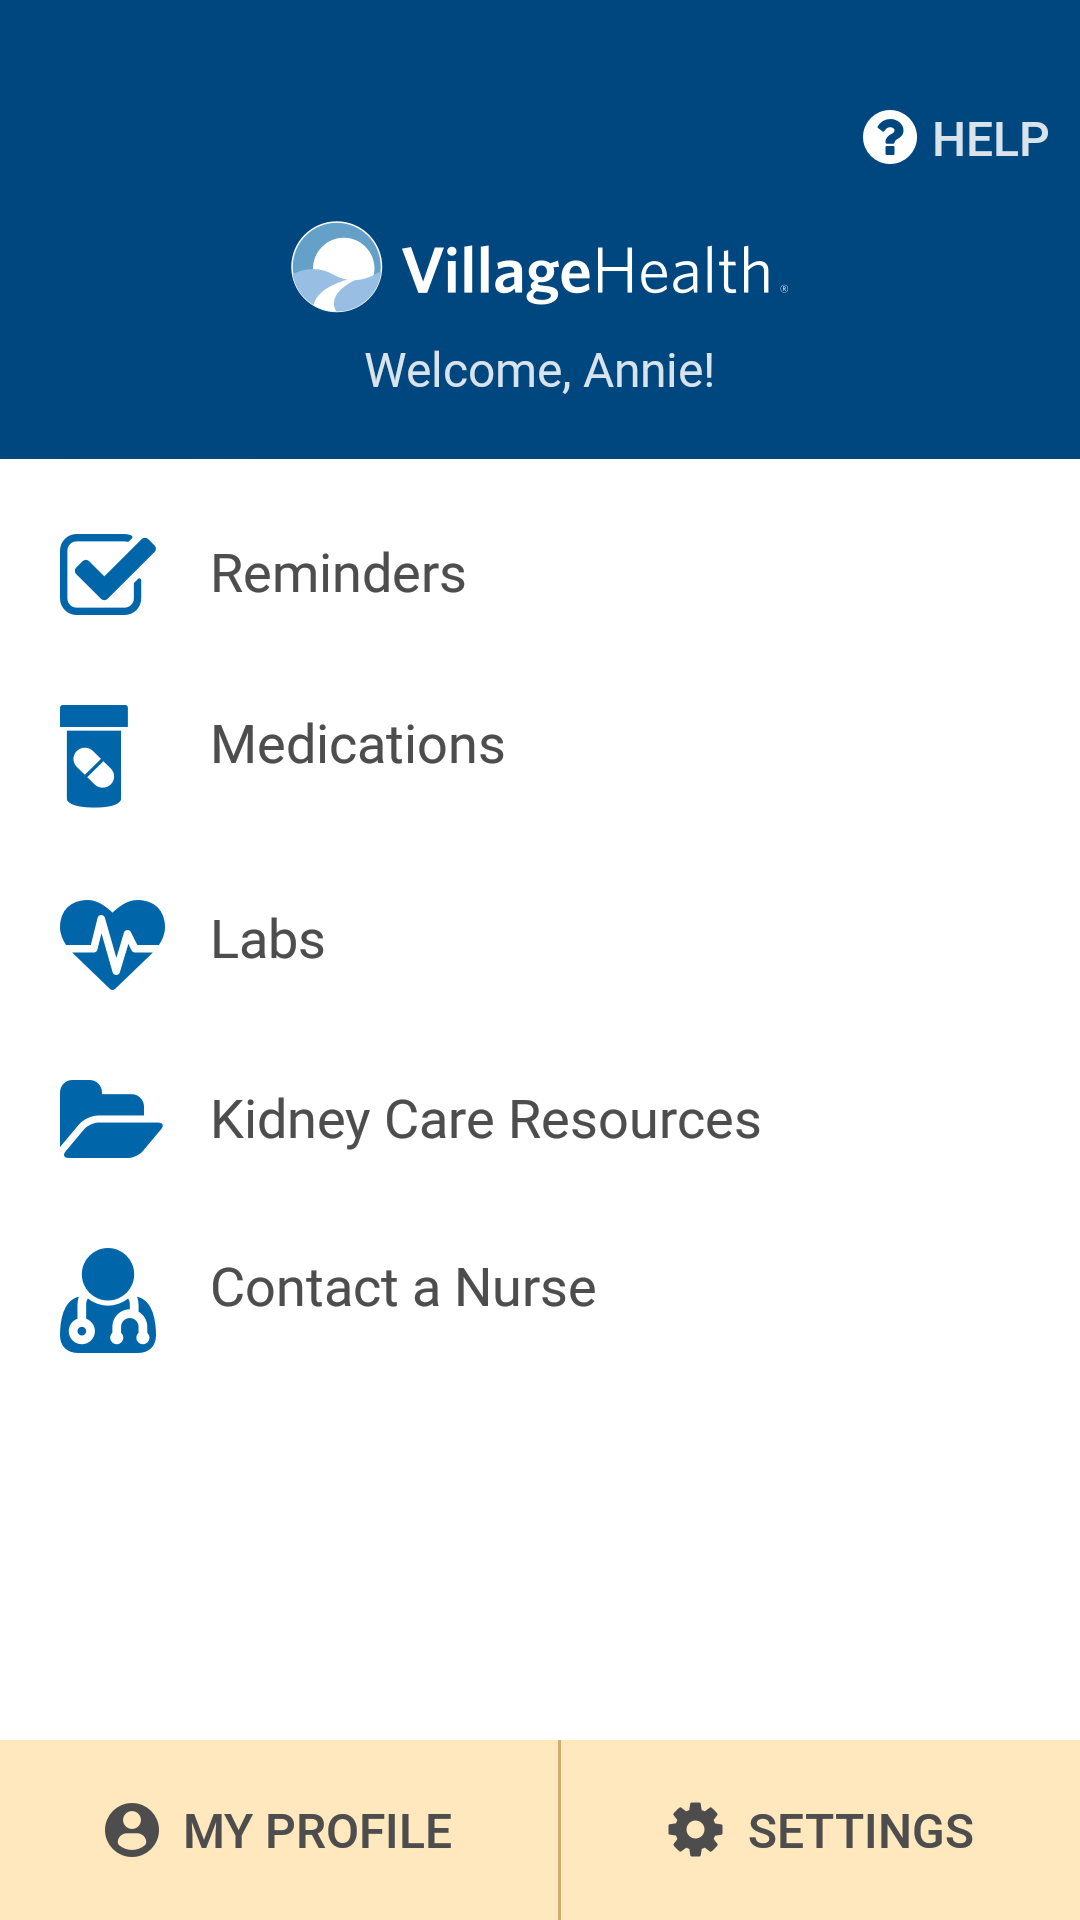 HELP
VillageHealth®
Welcome, Annie!
Reminders
Medications
Labs
Kidney Care Resources
Contact a Nurse
MY PROFILE
SETTINGS